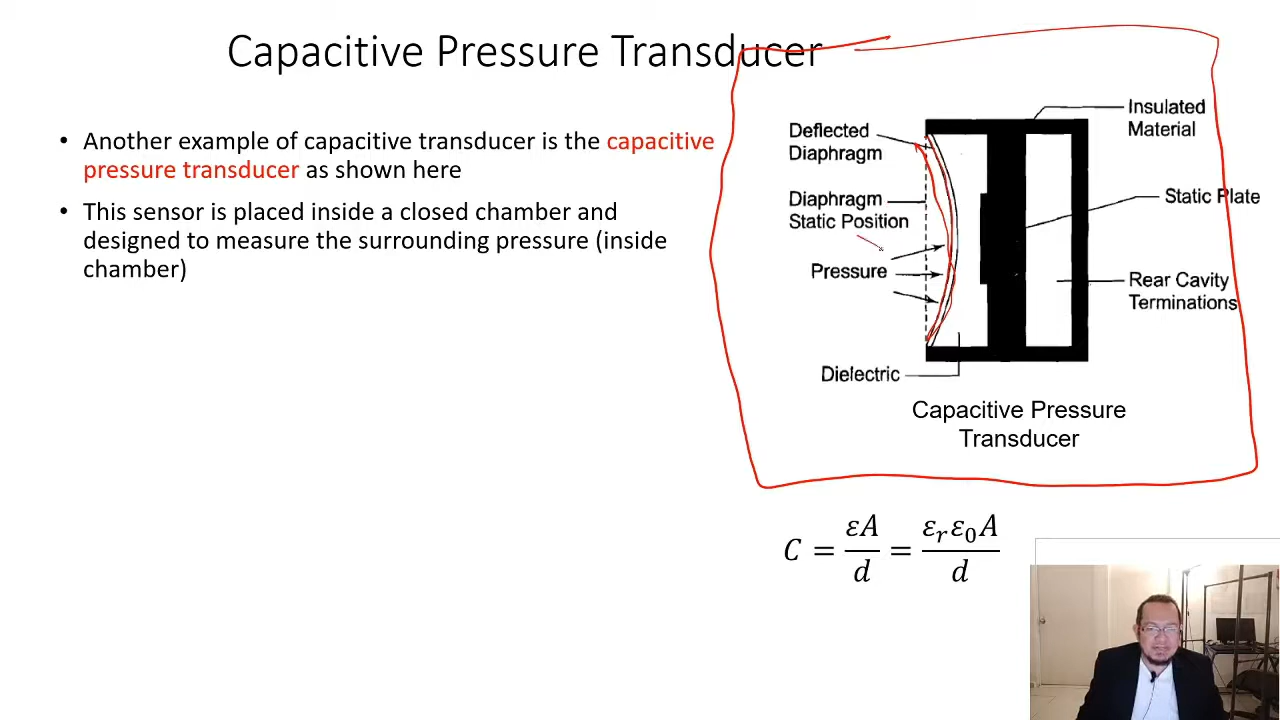 Capacitive Pressure Transducer
• Another example of capacitive transducer is the capacitive
pressure transducer as shown here
• This sensor is placed inside a closed chamber and
designed to measure the surrounding pressure (inside
chamber)
Deflected
Diaphragm
Diaphragm
Static Position
Pressure
Dielectric
Insulated
Material
Static Plate
Rear Cavity
Terminations
Capacitive Pressure
Transducer
C = εA/d = εᵣε₀A/d